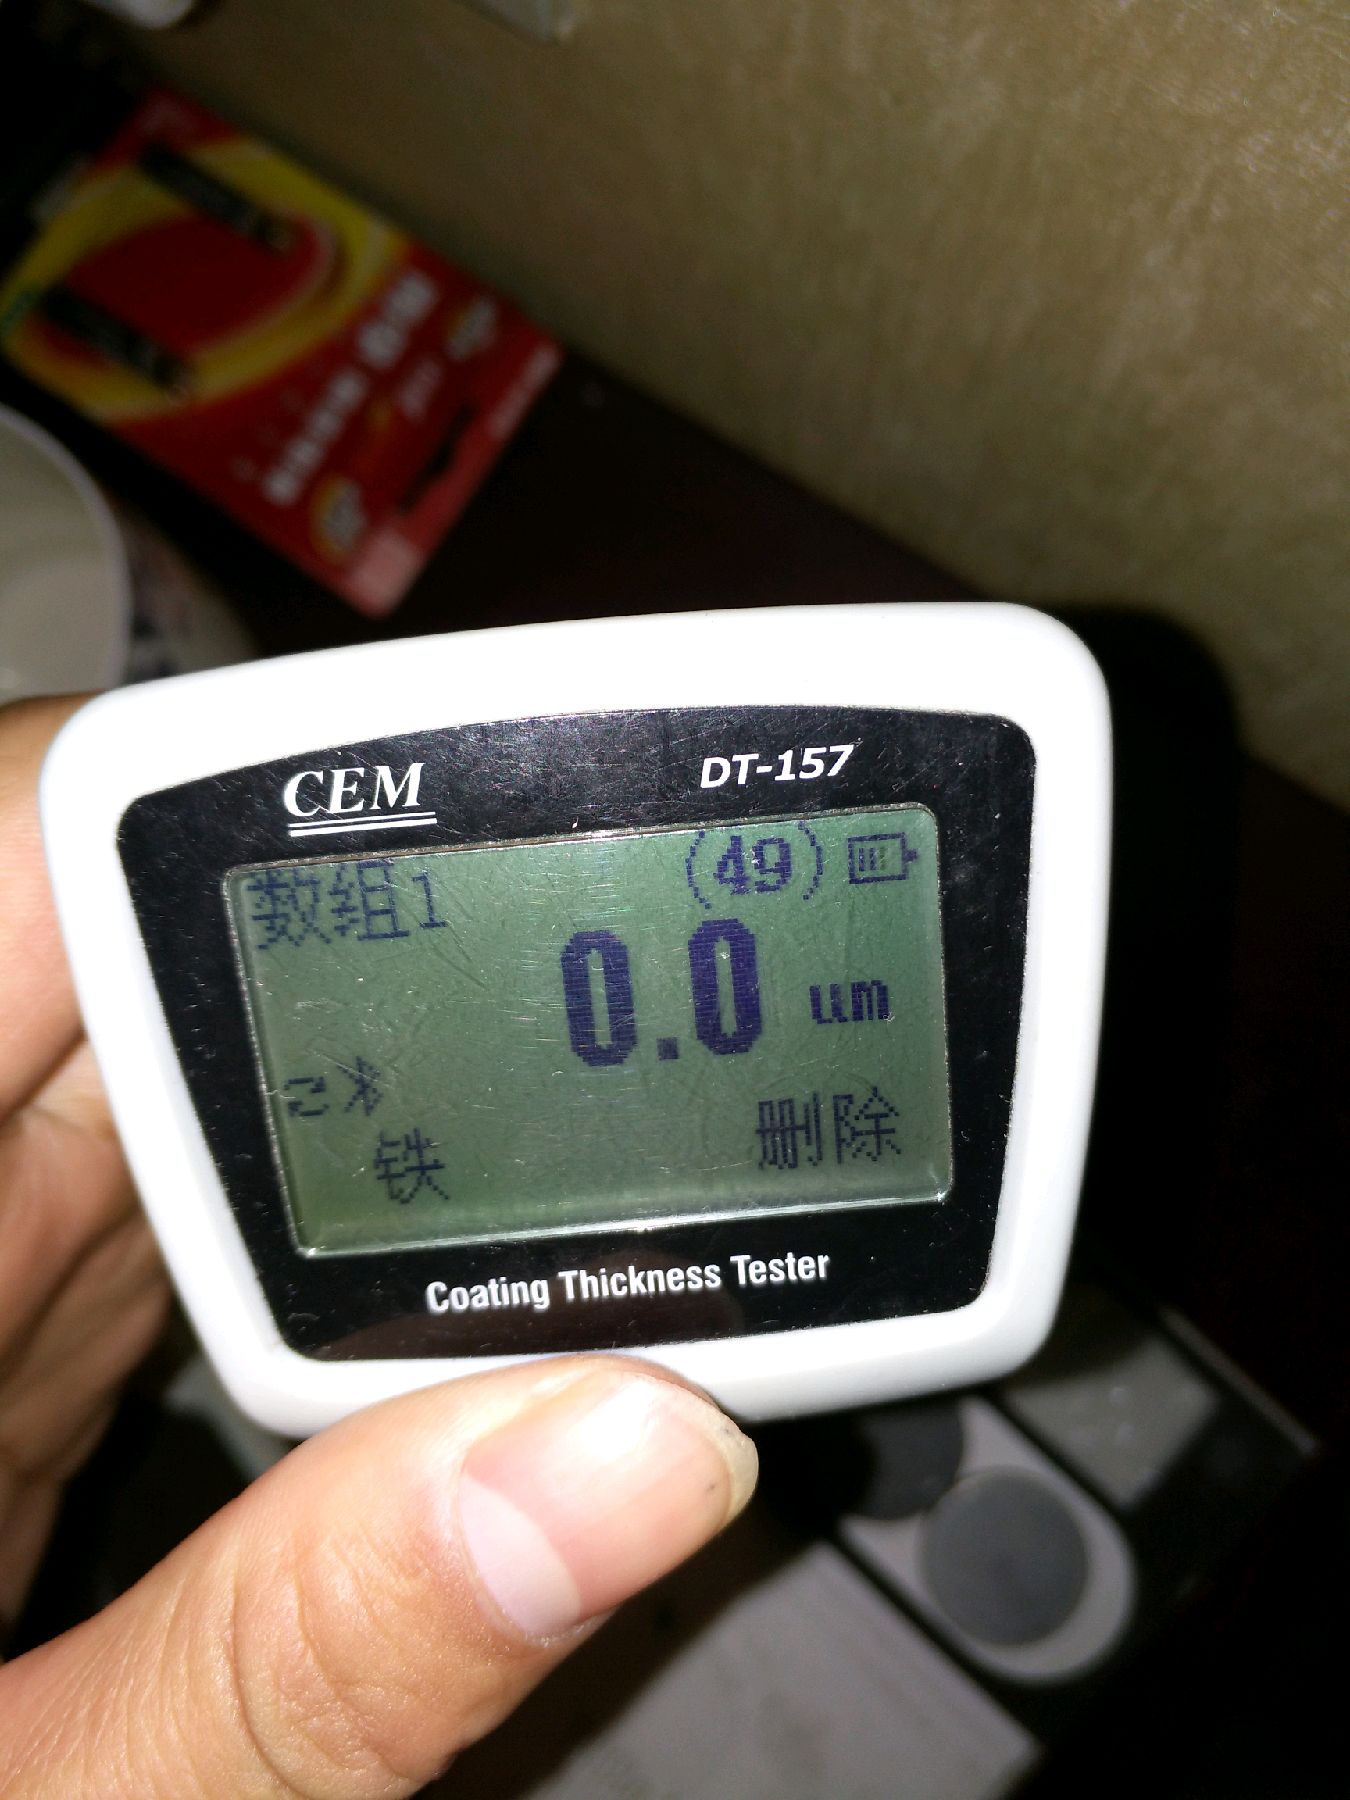 CEM
DT-157
数组1
(49)
0.0 um
铁
删除
Coating Thickness Tester